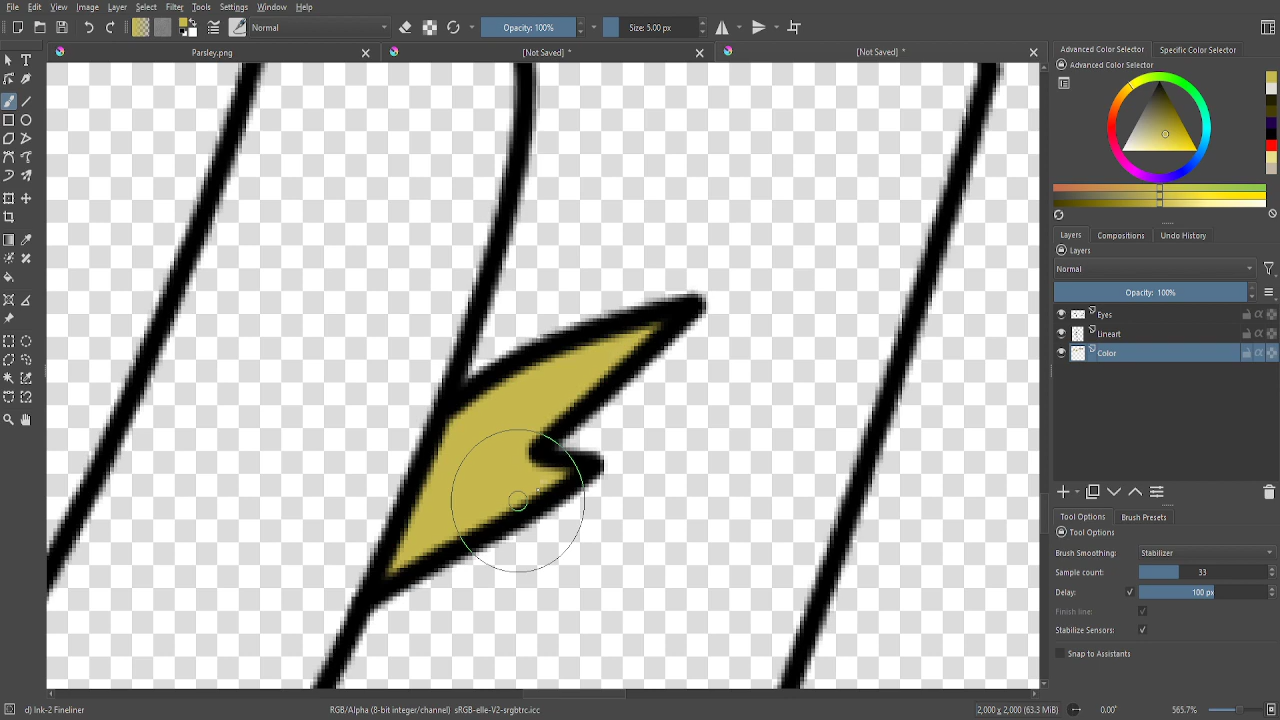 File Edit View Image Layer Select Filter Tools Settings Window Help
Normal Opacity: 100% Size: 5.00 px
Parsley.png [Not Saved] * [Not Saved] *
Advanced Color Selector Specific Color Selector
Advanced Color Selector
Layers Compositions Undo History
Layers
Normal
Opacity: 100%
Eyes
Lineart
Color
Tool Options Brush Presets
Tool Options
Brush Smoothing: Stabilizer
Sample count: 33
Delay: 100 px
Finish line:
Stabilize Sensors:
Snap to Assistants
d) Ink-2 Fineliner RGB/Alpha (8-bit integer/channel) sRGB-elle-V2-srgbtrc.icc 2,000 x 2,000 (63.3 MiB) 0.00° 565.7%